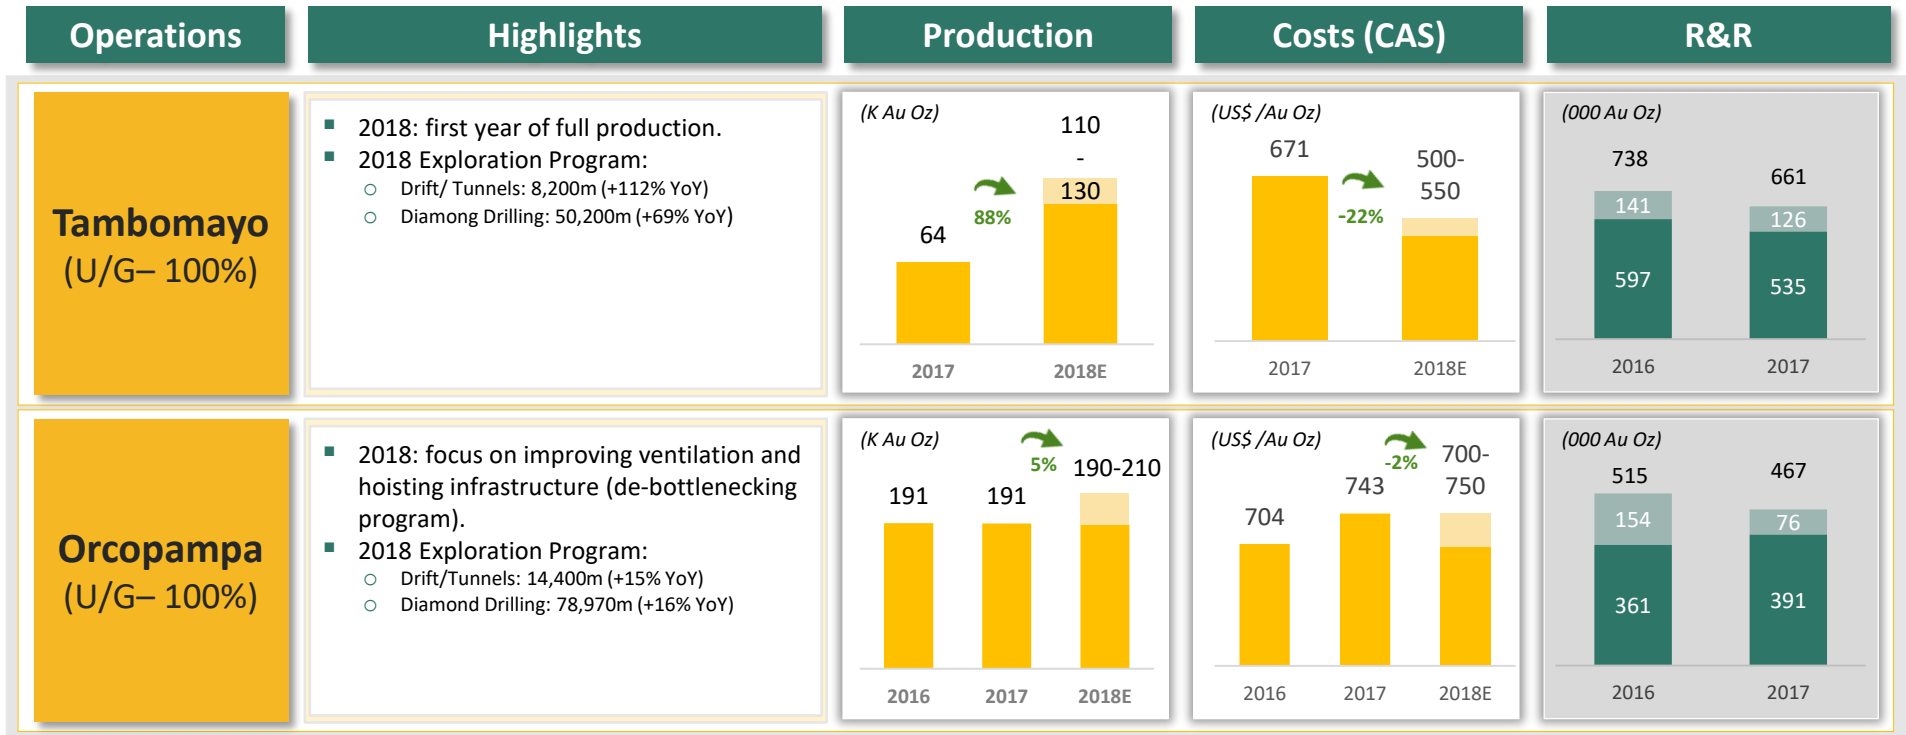 Operations
Highlights
Production
Costs (CAS)
R&R
Tambomayo
(U/G– 100%)
▪ 2018: first year of full production.
▪ 2018 Exploration Program:
o Drift/ Tunnels: 8,200m (+112% YoY)
o Diamong Drilling: 50,200m (+69% YoY)
(K Au Oz)
110
-
130
88%
64
2017
2018E
(US$ /Au Oz)
671
500-
550
-22%
2017
2018E
(000 Au Oz)
738
661
141
126
597
535
2016
2017
Orcopampa
(U/G– 100%)
▪ 2018: focus on improving ventilation and
hoisting infrastructure (de-bottlenecking
program).
▪ 2018 Exploration Program:
o Drift/Tunnels: 14,400m (+15% YoY)
o Diamond Drilling: 78,970m (+16% YoY)
(K Au Oz)
5%
190-210
191
191
2016
2017
2018E
(US$ /Au Oz)
-2%
700-
750
743
704
2016
2017
2018E
(000 Au Oz)
515
467
154
76
361
391
2016
2017